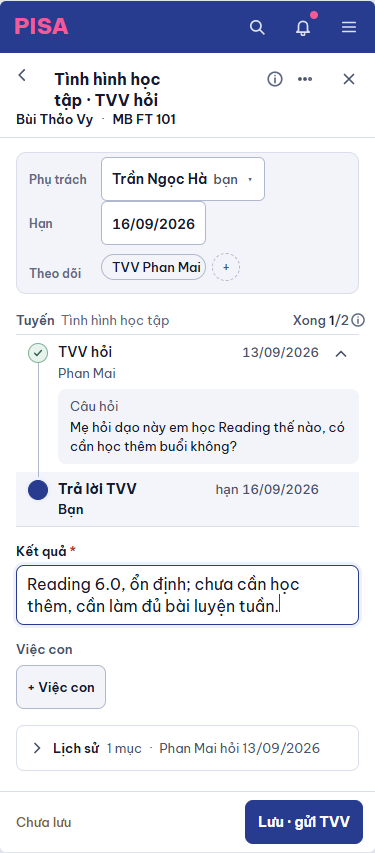 PISA
Tình hình học
tập · TVV hỏi
Bùi Thảo Vy · MB FT 101
Phụ trách
Trần Ngọc Hà bạn
Hạn
16/09/2026
Theo dõi
TVV Phan Mai
+
Tuyến Tình hình học tập
Xong 1/2
TVV hỏi
13/09/2026
Phan Mai
Câu hỏi
Mẹ hỏi dạo này em học Reading thế nào, có
cần học thêm buổi không?
Trả lời TVV
hạn 16/09/2026
Bạn
Kết quả *
Reading 6.0, ổn định; chưa cần học
thêm, cần làm đủ bài luyện tuần.
Việc con
+ Việc con
Lịch sử 1 mục · Phan Mai hỏi 13/09/2026
Chưa lưu
Lưu · gửi TVV